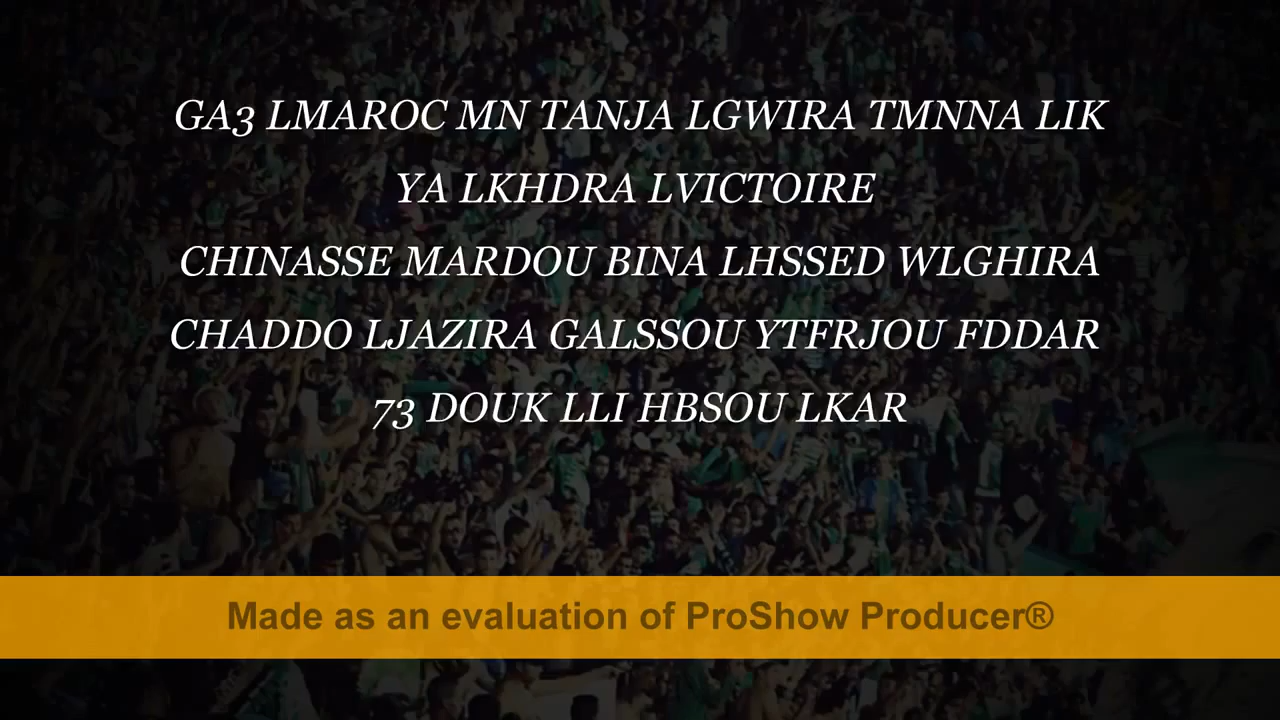 GA3 LMAROC MN TANJA LGWIRA TMNNA LIK
YA LKHDRA LVICTOIRE
CHINASSE MARDOU BINA LHSSED WLGHIRA
CHADDO LJAZIRA GALSSOU YTFRJOU FDDAR
73 DOUK LLI HBSOU LKAR
Made as an evaluation of ProShow Producer®